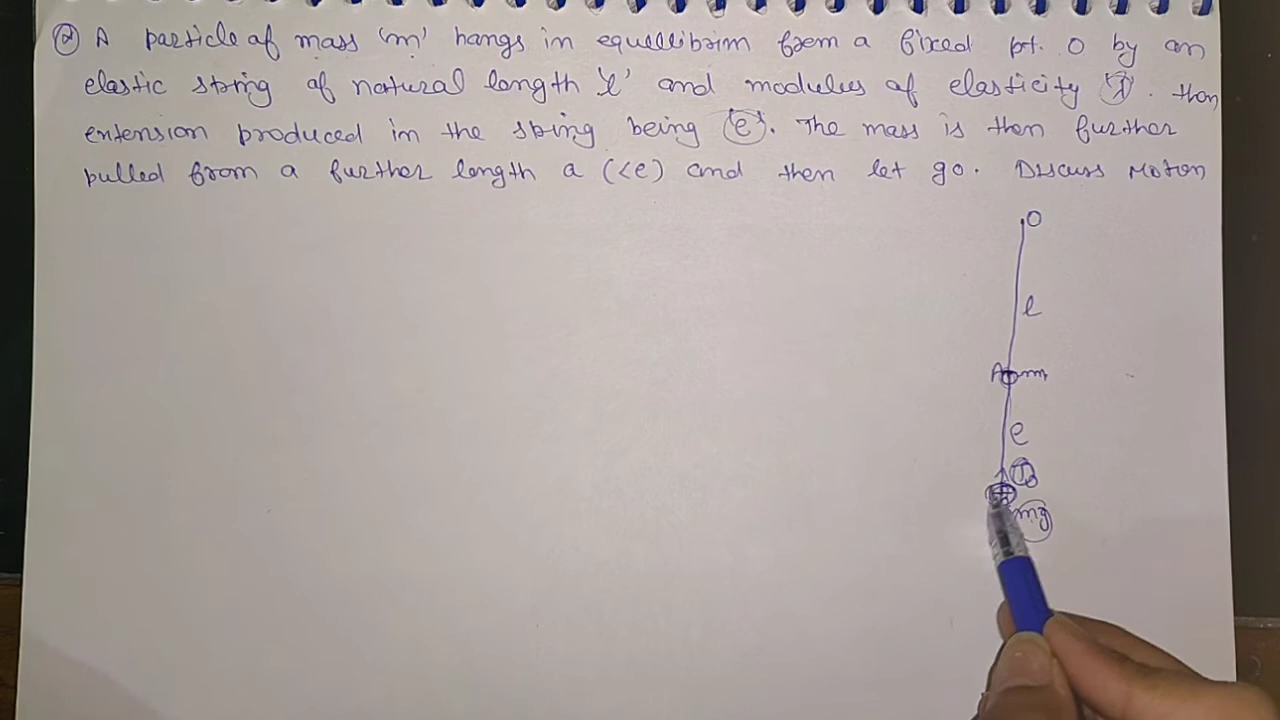 ② A particle of mass 'm' hangs in equellibrim from a fixed pt. O by an
elastic string of natural length 'l' and modulus of elasticity 'λ'. than
extension produced in the string being 'e'. The mass is then further
pulled from a further length a (<e) and then let go. Discuss Motion
O
l
A m
e
mg